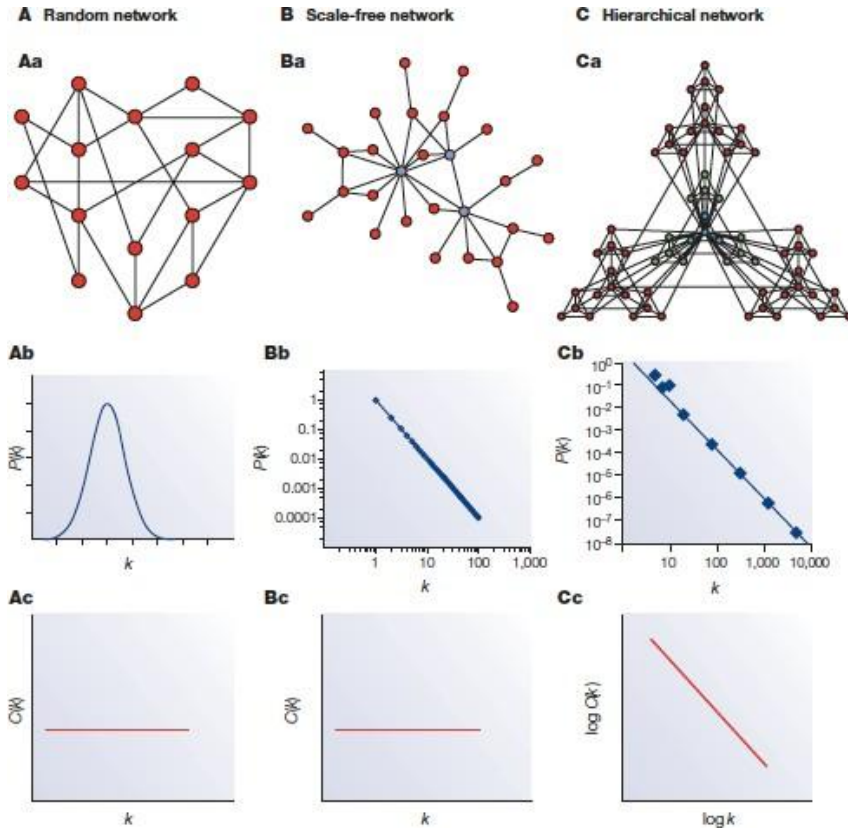 A Random network
B Scale-free network
C Hierarchical network
Aa
Ba
Ca
Ab
P(k)
k
Bb
1
0.1
0.01
0.001
0.0001
P(k)
1 10 100 1,000
k
Cb
10⁰
10⁻¹
10⁻²
10⁻³
10⁻⁴
10⁻⁵
10⁻⁶
10⁻⁷
10⁻⁸
P(k)
10 100 1,000 10,000
k
Ac
C(k)
k
Bc
C(k)
k
Cc
log C(k)
log k